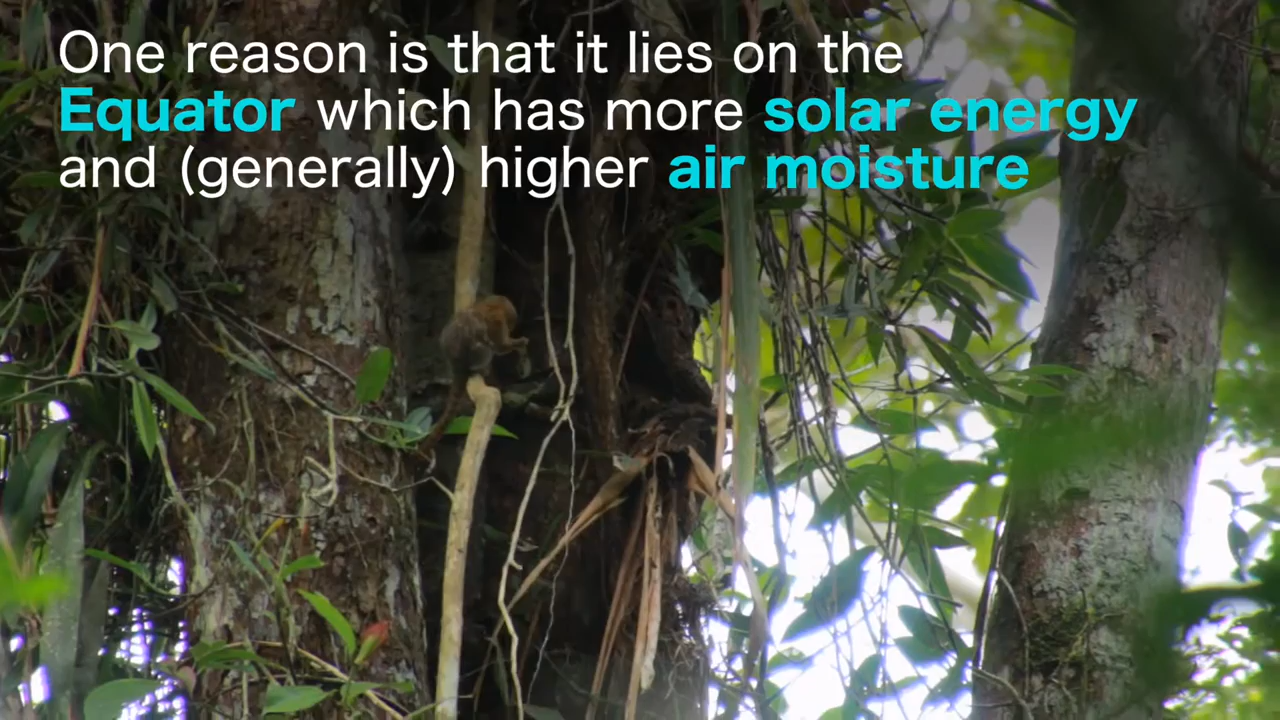 One reason is that it lies on the
Equator which has more solar energy
and (generally) higher air moisture